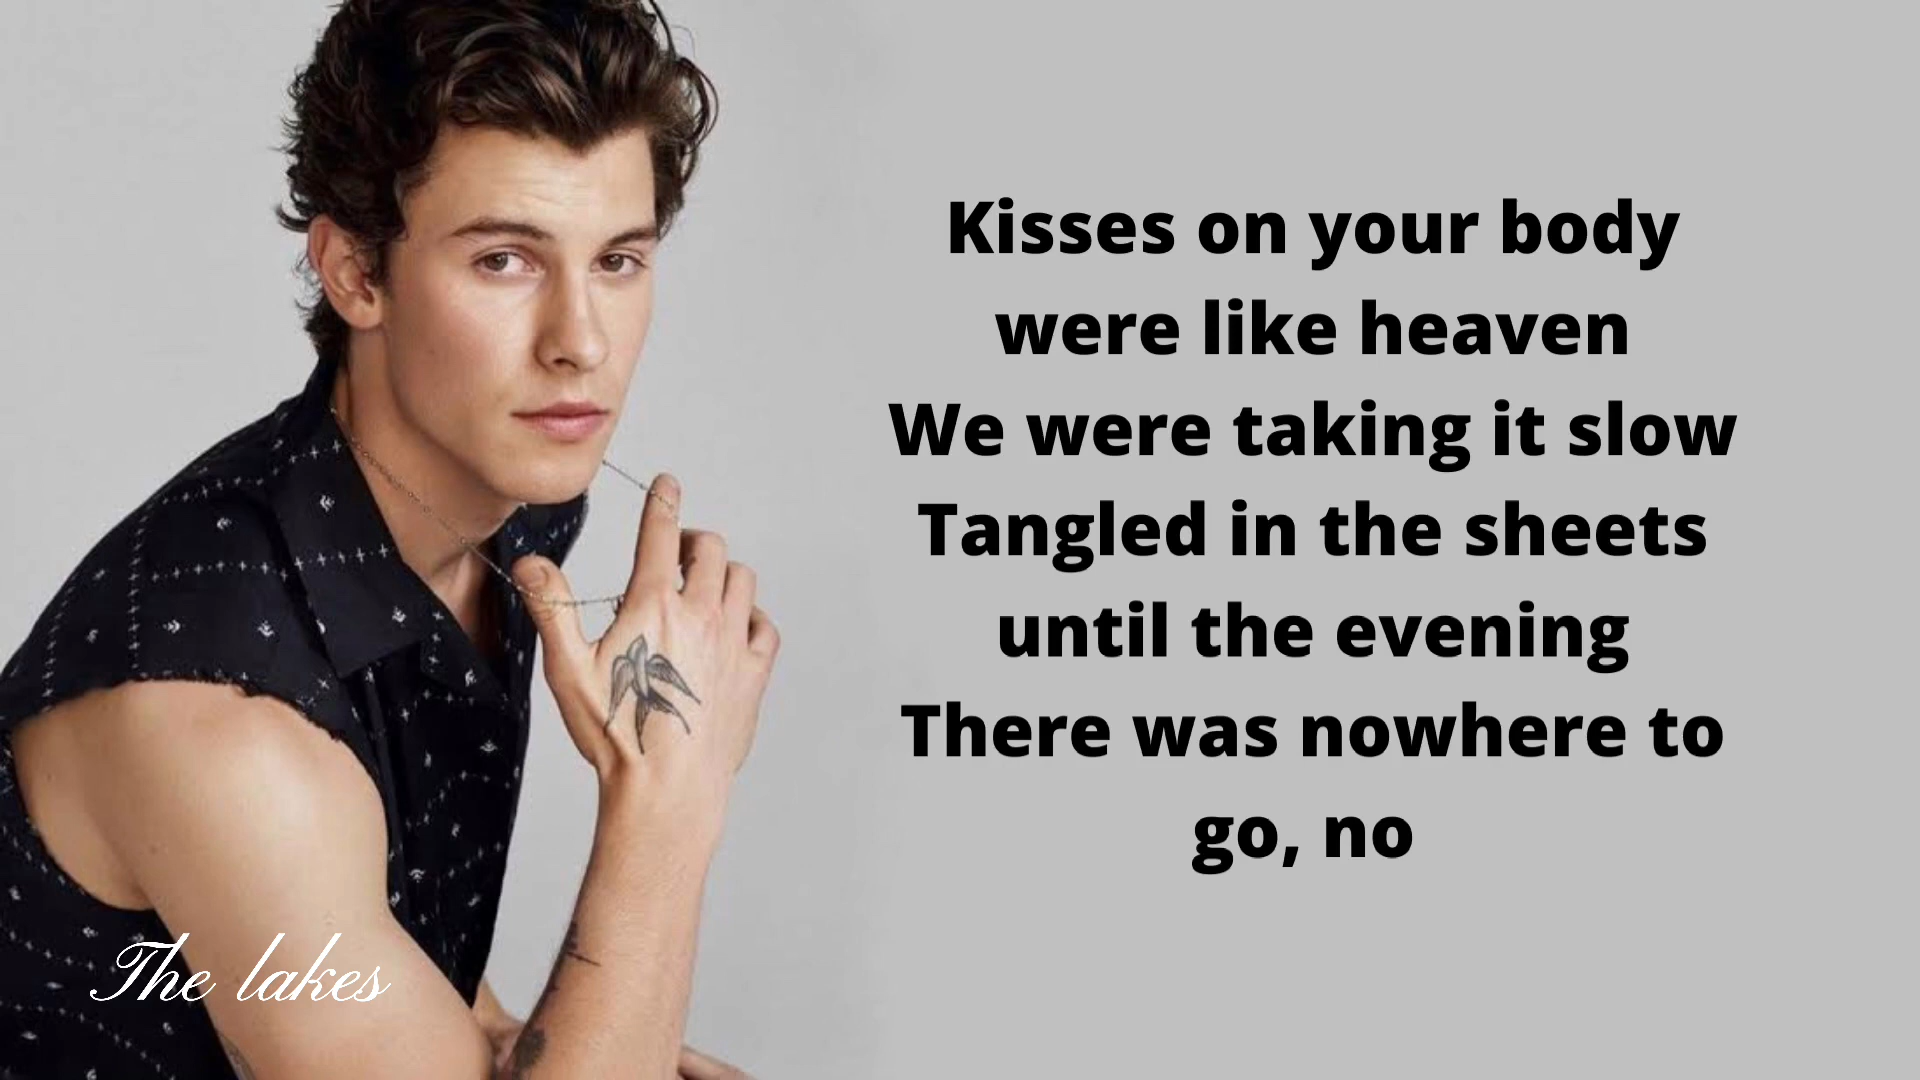 Kisses on your body
were like heaven
We were taking it slow
Tangled in the sheets
until the evening
There was nowhere to
go, no
The lakes